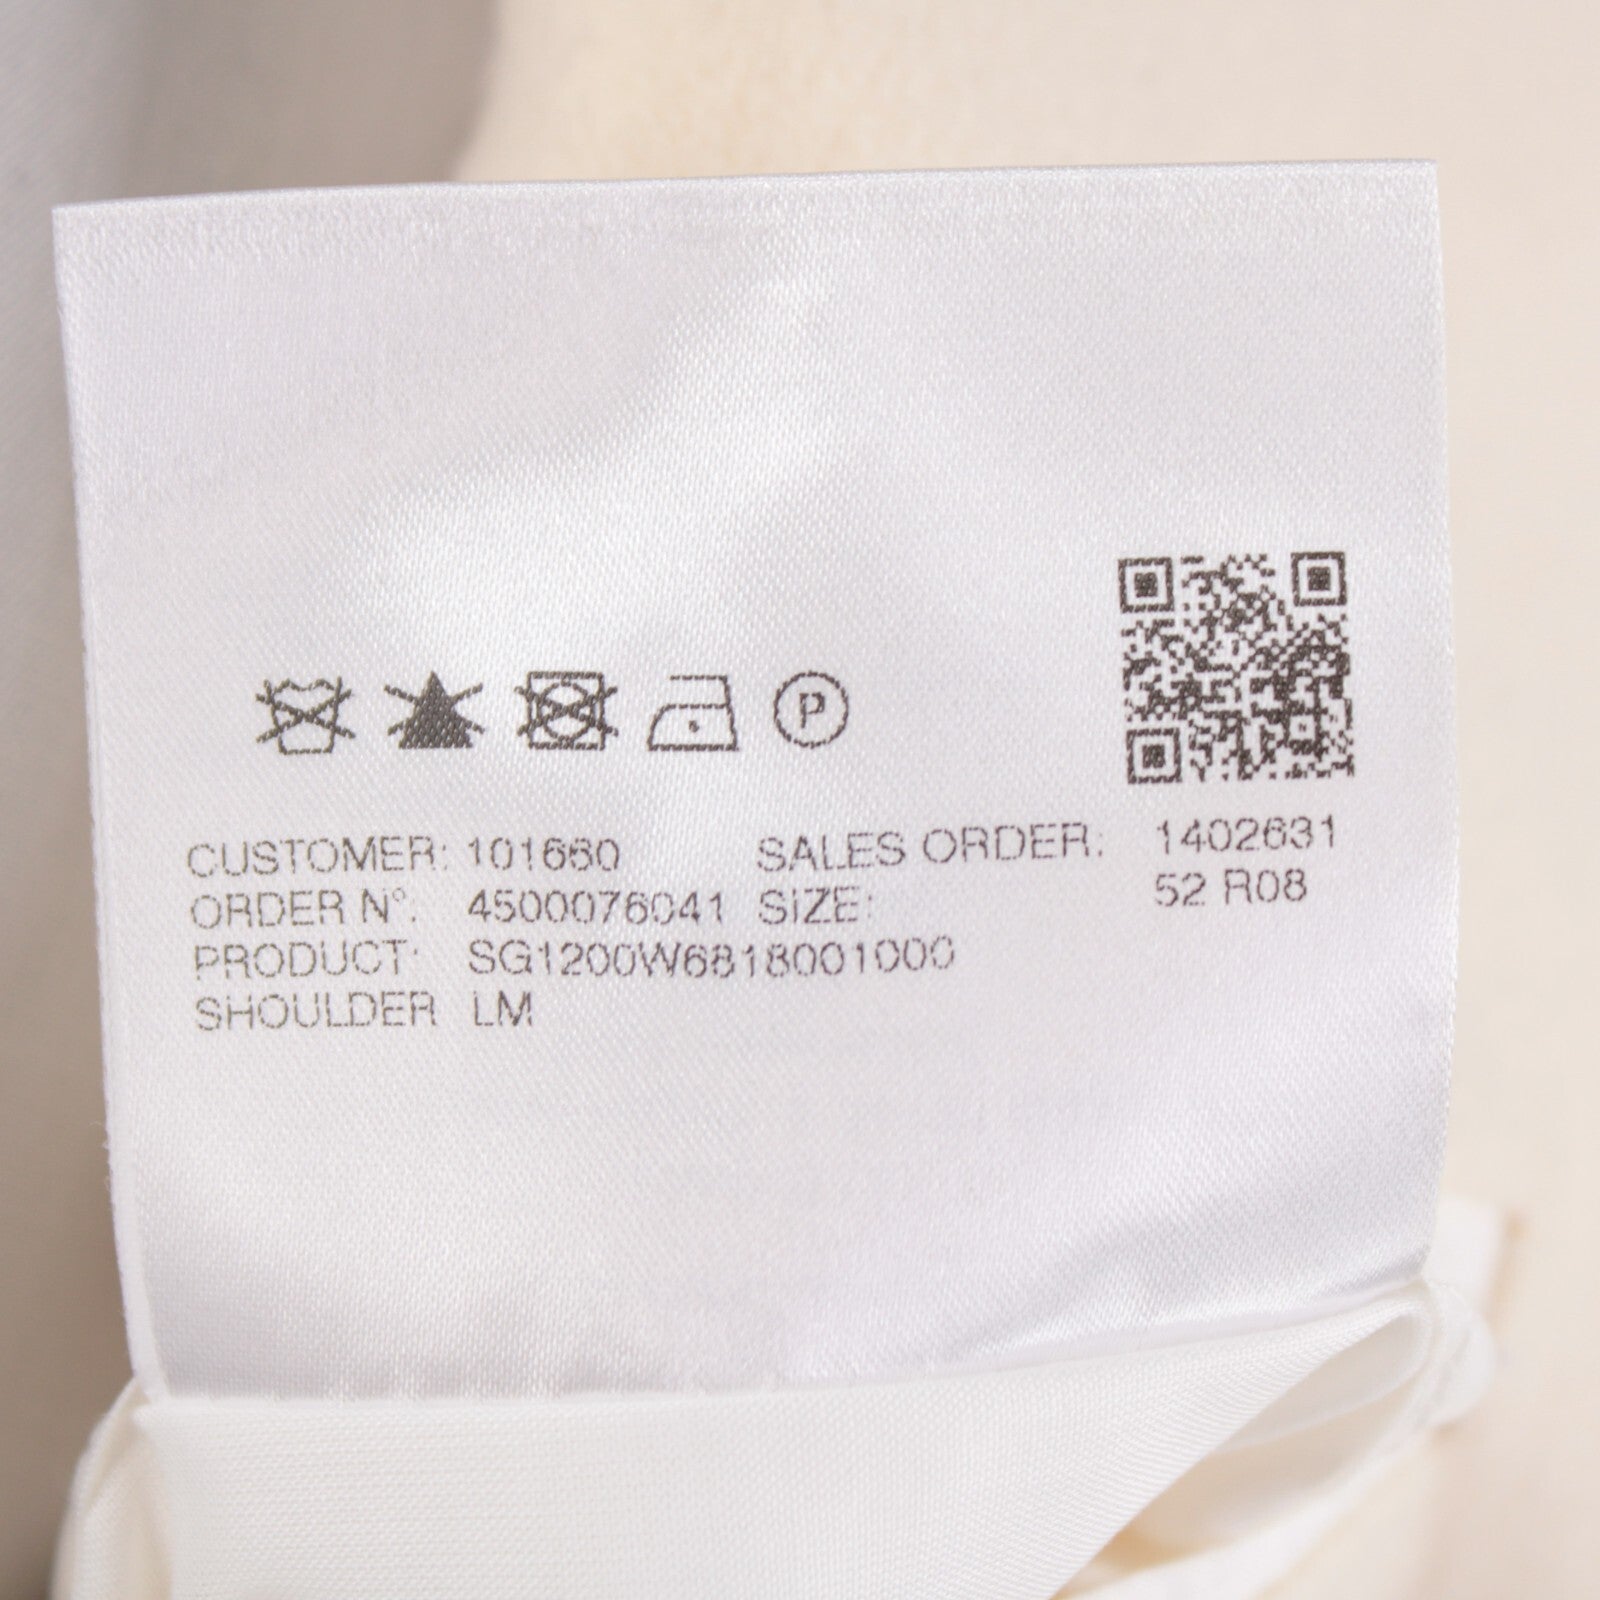 P
CUSTOMER: 101660 SALES ORDER: 1402631
ORDER N°: 4500076041 SIZE: 52 R08
PRODUCT: SG1200W6818001000
SHOULDER LM